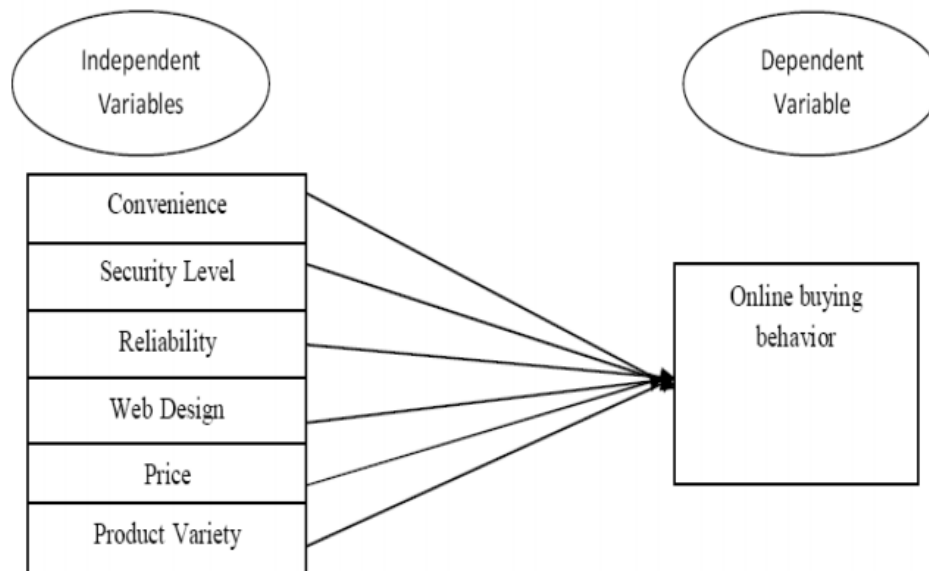 Independent
Variables
Dependent
Variable
Convenience
Security Level
Reliability
Web Design
Price
Product Variety
Online buying
behavior